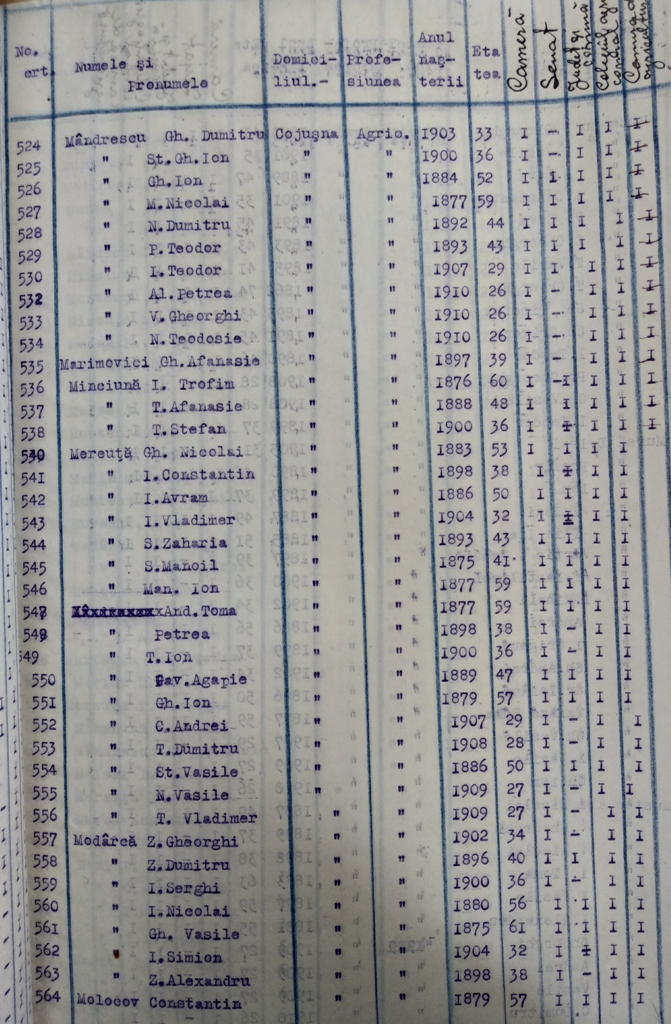 No. crt. Numele și Pronumele Domiciliul.- Profesiunea Anul nașterii Etatea Cameră Senat
524 Mândrescu Gh. Dumitru Cojușna Agric. 1903 33 I - I I I
525 " St.Gh.Ion " " 1900 36 I - I I I
526 " Gh.Ion " " 1884 52 I I I I I
527 " M.Nicolai " " 1877 59 I I I I I
528 " N.Dumitru " " 1892 44 I I I I I
529 " P.Teodor " " 1893 43 I I I I I
530 " I.Teodor " " 1907 29 I I I I I
532 " Al.Petrea " " 1910 26 I - I I I
533 " V.Gheorghi " " 1910 26 I - I I I
534 " N.Teodosie " " 1910 26 I - I I I
535 Marimovici Gh.Afanasie " " 1897 39 I - I I I
536 Minciună I. Trofim " " 1876 60 I -I I I I
537 " T.Afanasie " " 1888 48 I I I I I
538 " T.Stefan " " 1900 36 I I I I I
540 Mereuță Gh. Nicolai " " 1883 53 I I I I
541 " I.Constantin " " 1898 38 I I I I
542 " I.Avram " " 1886 50 I I I I
543 " I.Vladimer " " 1904 32 I I I I
544 " S.Zaharia " " 1893 43 I I I I
545 " S.Manoil " " 1875 41 I I I I
546 " Man. Ion " " 1877 59 I I I I
547 And.Toma " " 1877 59 I I I I
548 " Petrea " " 1898 38 I - I I
549 " T.Ion " " 1900 36 I - I I
550 " Pav.Agapie " " 1889 47 I I I I
551 " Gh.Ion " " 1879 57 I I I I
552 " C.Andrei " " 1907 29 I - I I
553 " T.Dumitru " " 1908 28 I - I I
554 " St.Vasile " " 1886 50 I I I I
555 " N.Vasile " " 1909 27 I - I I
556 " T. Vladimer " " 1909 27 I - I I
557 Modârcă Z.Gheorghi " " 1902 34 I - I I
558 " Z.Dumitru " " 1896 40 I I I I
559 " I.Serghi " " 1900 36 I - I I
560 " I.Nicolai " " 1880 56 I I I I
561 " Gh. Vasile " " 1875 61 I I I I
562 " I.Simion " " 1904 32 I I I I
563 " Z.Alexandru " " 1898 38 I - I I
564 Molocov Constantin " " 1879 57 I I I I